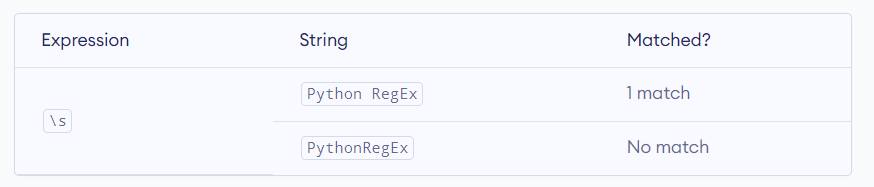 Expression String Matched?
Python RegEx 1 match
\s
PythonRegEx No match